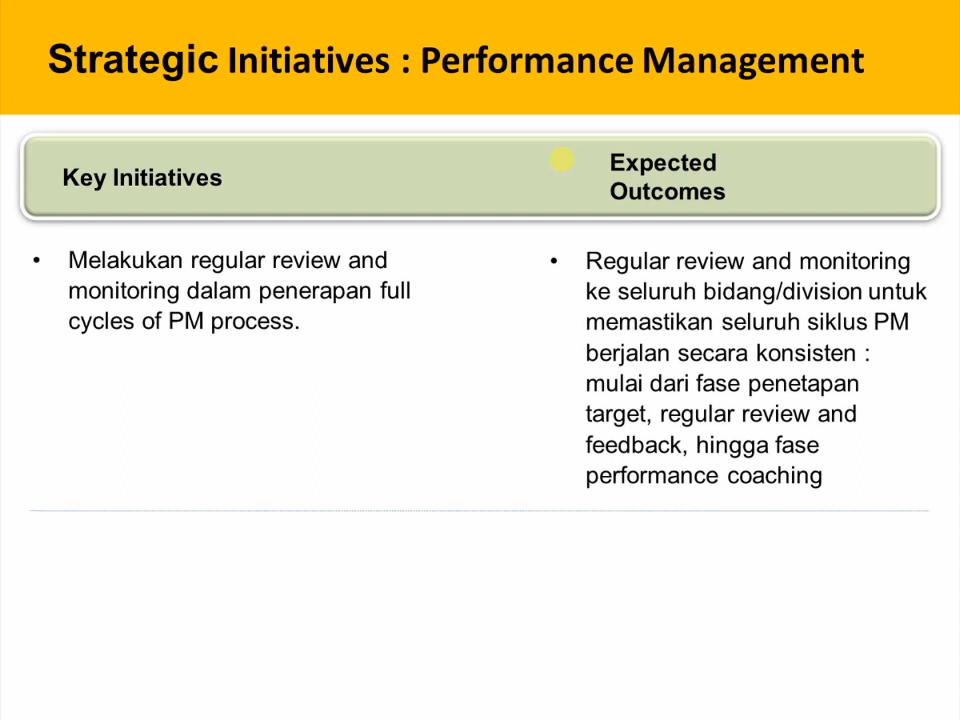 Strategic Initiatives : Performance Management
Key Initiatives
Expected
Outcomes
• Melakukan regular review and
monitoring dalam penerapan full
cycles of PM process.
• Regular review and monitoring
ke seluruh bidang/division untuk
memastikan seluruh siklus PM
berjalan secara konsisten :
mulai dari fase penetapan
target, regular review and
feedback, hingga fase
performance coaching